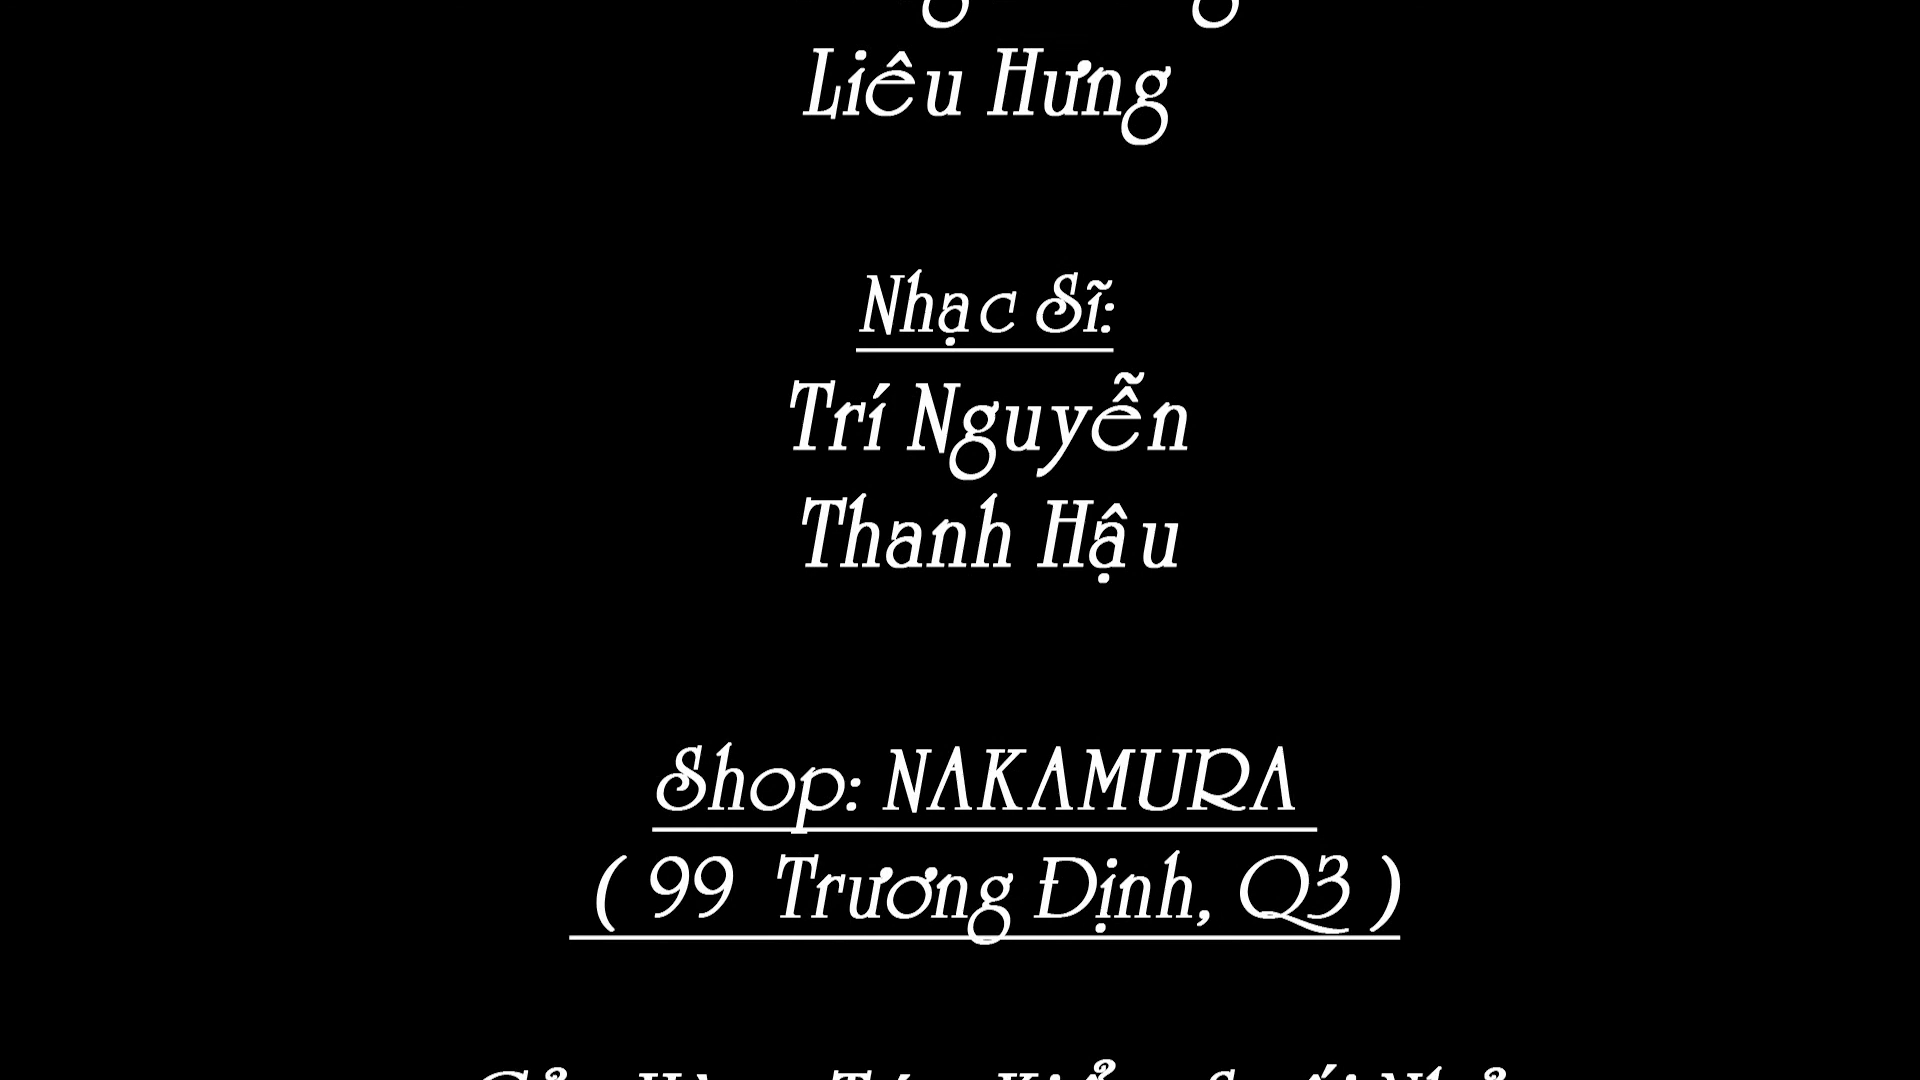 Liêu Hưng
Nhạc Sĩ:
Trí Nguyễn
Thanh Hậu
Shop: NAKAMURA
( 99 Trương Định, Q3 )